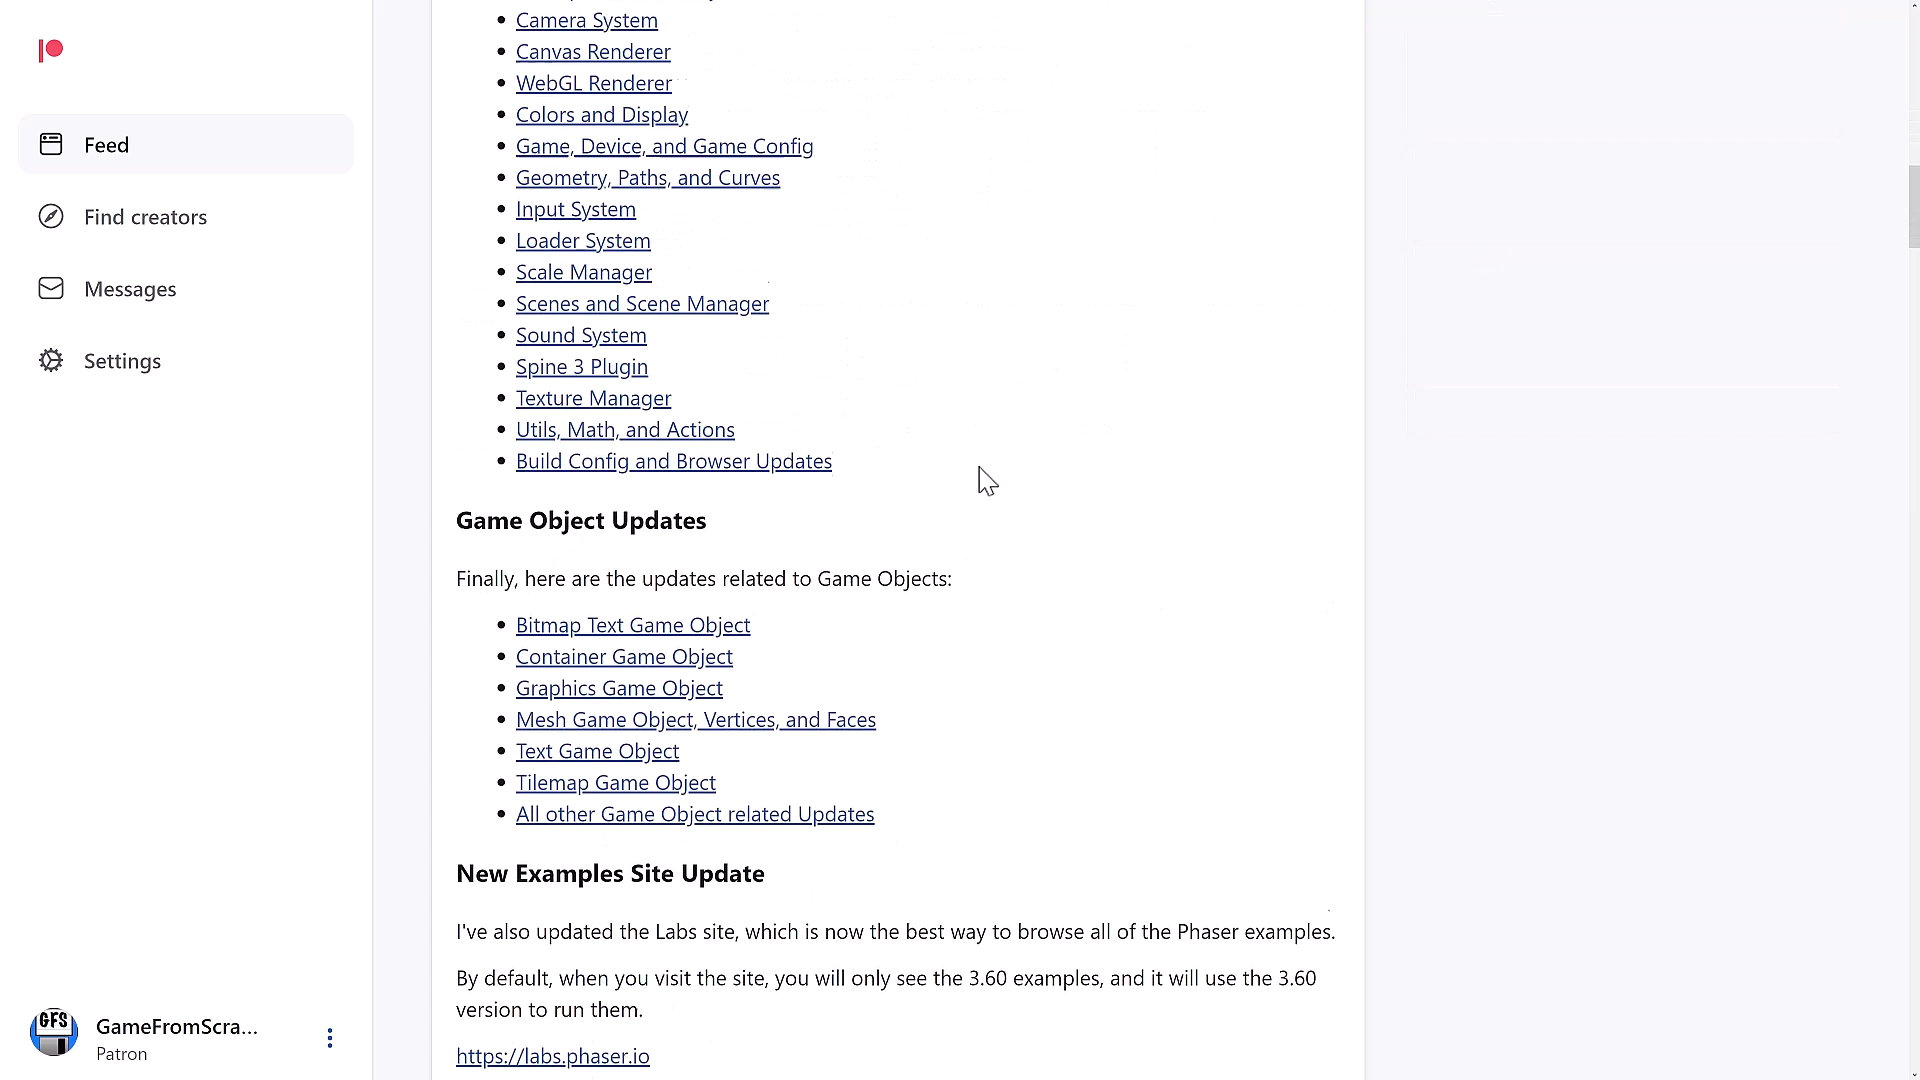 Feed
Find creators
Messages
Settings
GFS
GameFromScra...
Patron
Camera System
Canvas Renderer
WebGL Renderer
Colors and Display
Game, Device, and Game Config
Geometry, Paths, and Curves
Input System
Loader System
Scale Manager
Scenes and Scene Manager
Sound System
Spine 3 Plugin
Texture Manager
Utils, Math, and Actions
Build Config and Browser Updates
Game Object Updates
Finally, here are the updates related to Game Objects:
Bitmap Text Game Object
Container Game Object
Graphics Game Object
Mesh Game Object, Vertices, and Faces
Text Game Object
Tilemap Game Object
All other Game Object related Updates
New Examples Site Update
I've also updated the Labs site, which is now the best way to browse all of the Phaser examples.
By default, when you visit the site, you will only see the 3.60 examples, and it will use the 3.60
version to run them.
https://labs.phaser.io